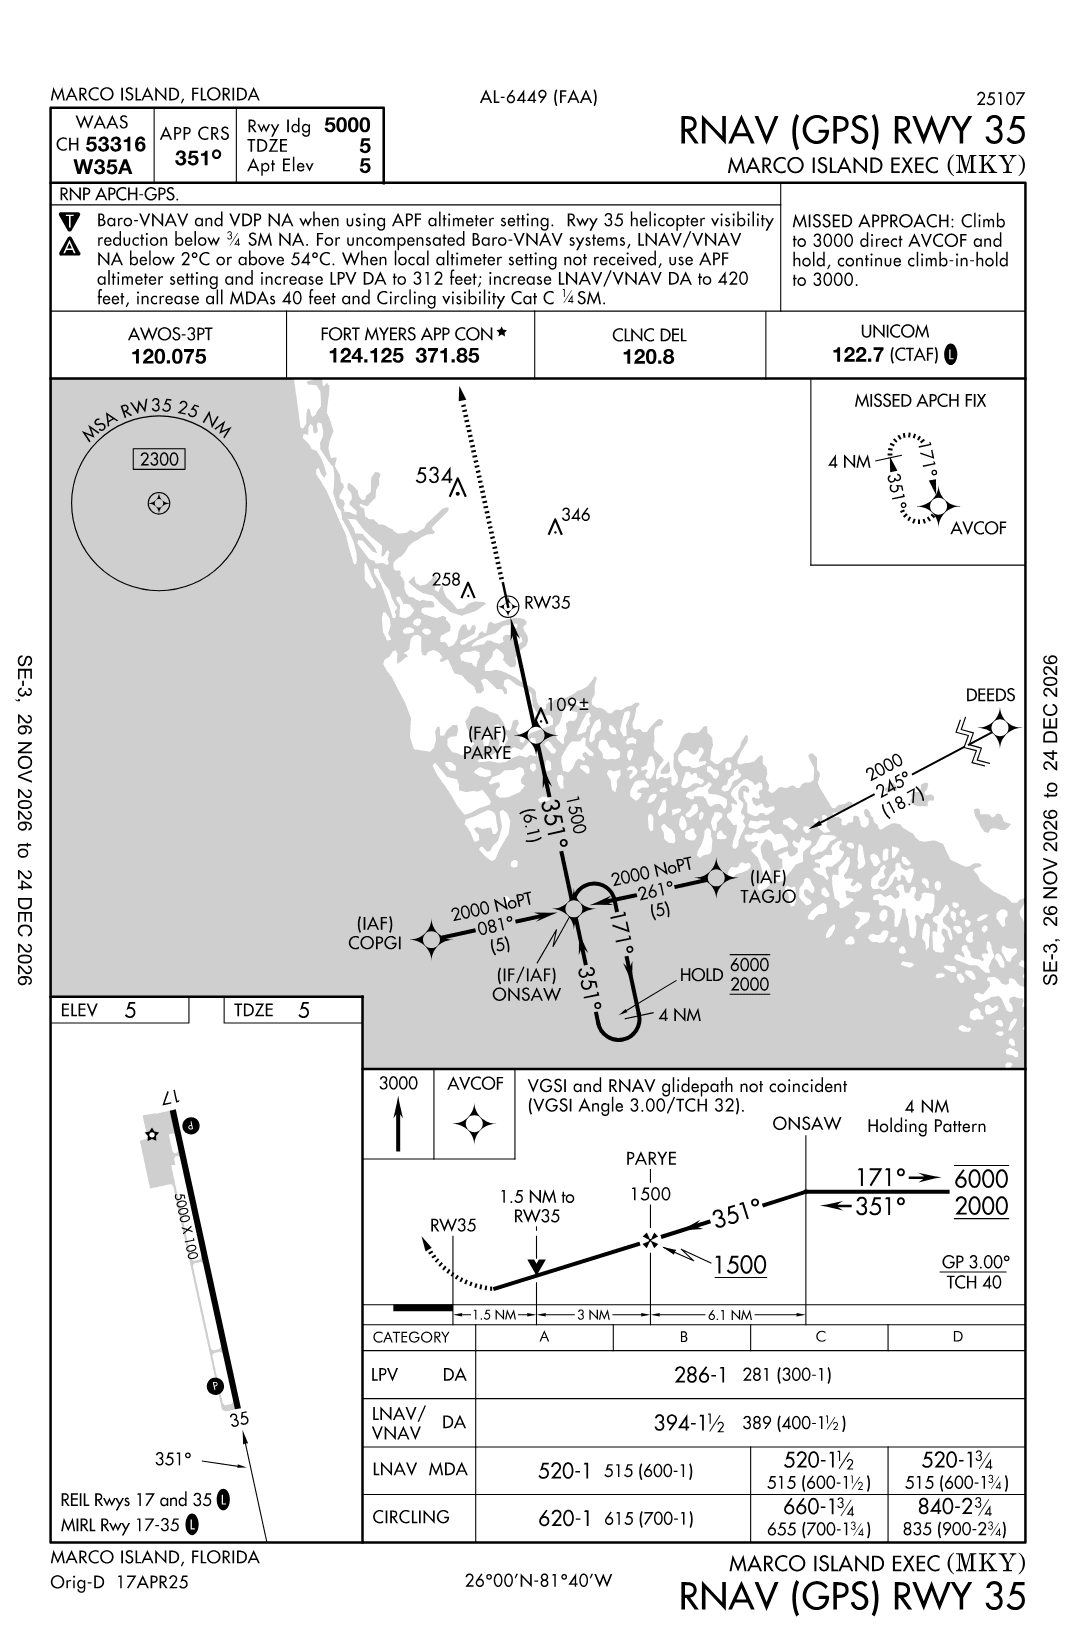 MARCO ISLAND, FLORIDA
AL-6449 (FAA)
25107
WAAS
CH 53316
W35A
APP CRS
351°
Rwy ldg 5000
TDZE 5
Apt Elev 5
RNAV (GPS) RWY 35
MARCO ISLAND EXEC (MKY)
RNP APCH-GPS.
T
A
Baro-VNAV and VDP NA when using APF altimeter setting. Rwy 35 helicopter visibility
reduction below ¾ SM NA. For uncompensated Baro-VNAV systems, LNAV/VNAV
NA below 2°C or above 54°C. When local altimeter setting not received, use APF
altimeter setting and increase LPV DA to 312 feet; increase LNAV/VNAV DA to 420
feet, increase all MDAs 40 feet and Circling visibility Cat C ¼ SM.
MISSED APPROACH: Climb
to 3000 direct AVCOF and
hold, continue climb-in-hold
to 3000.
AWOS-3PT
120.075
FORT MYERS APP CON ★
124.125 371.85
CLNC DEL
120.8
UNICOM
122.7 (CTAF) L
MSA RW35 25 NM
2300
534
346
258
RW35
109±
(FAF)
PARYE
1500
351°
(6.1)
MISSED APCH FIX
4 NM
171°
351°
AVCOF
DEEDS
2000
245°
(18.7)
2000 NoPT
261°
(5)
(IAF)
TAGJO
2000 NoPT
081°
(5)
(IAF)
COPGI
(IF/IAF)
ONSAW
171°
351°
HOLD 6000
2000
4 NM
SE-3, 26 NOV 2026 to 24 DEC 2026
SE-3, 26 NOV 2026 to 24 DEC 2026
ELEV 5
TDZE 5
17
P
5000 X 100
P
35
351°
REIL Rwys 17 and 35 L
MIRL Rwy 17-35 L
3000
AVCOF
VGSI and RNAV glidepath not coincident
(VGSI Angle 3.00/TCH 32).
ONSAW
4 NM
Holding Pattern
PARYE
1500
1.5 NM to
RW35
RW35
351°
1500
171°
351°
6000
2000
GP 3.00°
TCH 40
1.5 NM
3 NM
6.1 NM
CATEGORY A B C D
LPV DA 286-1 281 (300-1)
LNAV/
VNAV DA 394-1½ 389 (400-1½)
LNAV MDA 520-1 515 (600-1)
520-1½
515 (600-1½)
520-1¾
515 (600-1¾)
CIRCLING 620-1 615 (700-1)
660-1¾
655 (700-1¾)
840-2¾
835 (900-2¾)
MARCO ISLAND, FLORIDA
Orig-D 17APR25
26°00'N-81°40'W
MARCO ISLAND EXEC (MKY)
RNAV (GPS) RWY 35